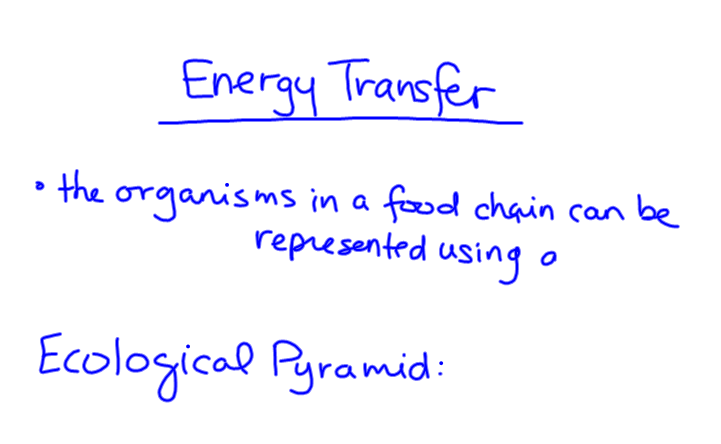 Energy Transfer
• the organisms in a food chain can be
represented using a
Ecological Pyramid: